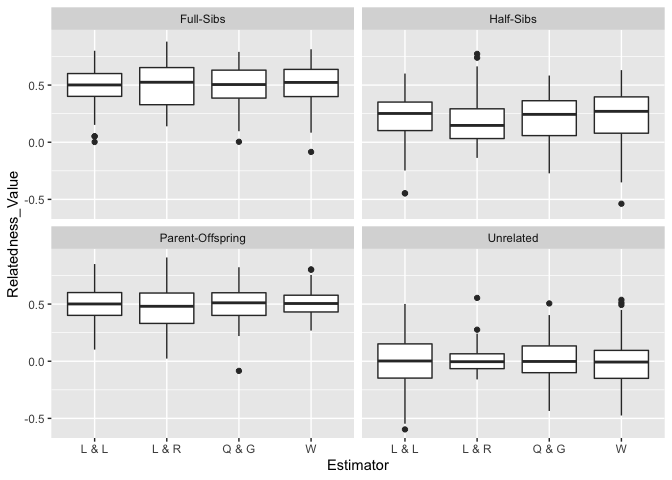 Full-Sibs
Half-Sibs
0.5
0.0
-0.5
Parent-Offspring
Unrelated
0.5
0.0
-0.5
L & L
L & R
Q & G
W
L & L
L & R
Q & G
W
Estimator
Relatedness_Value